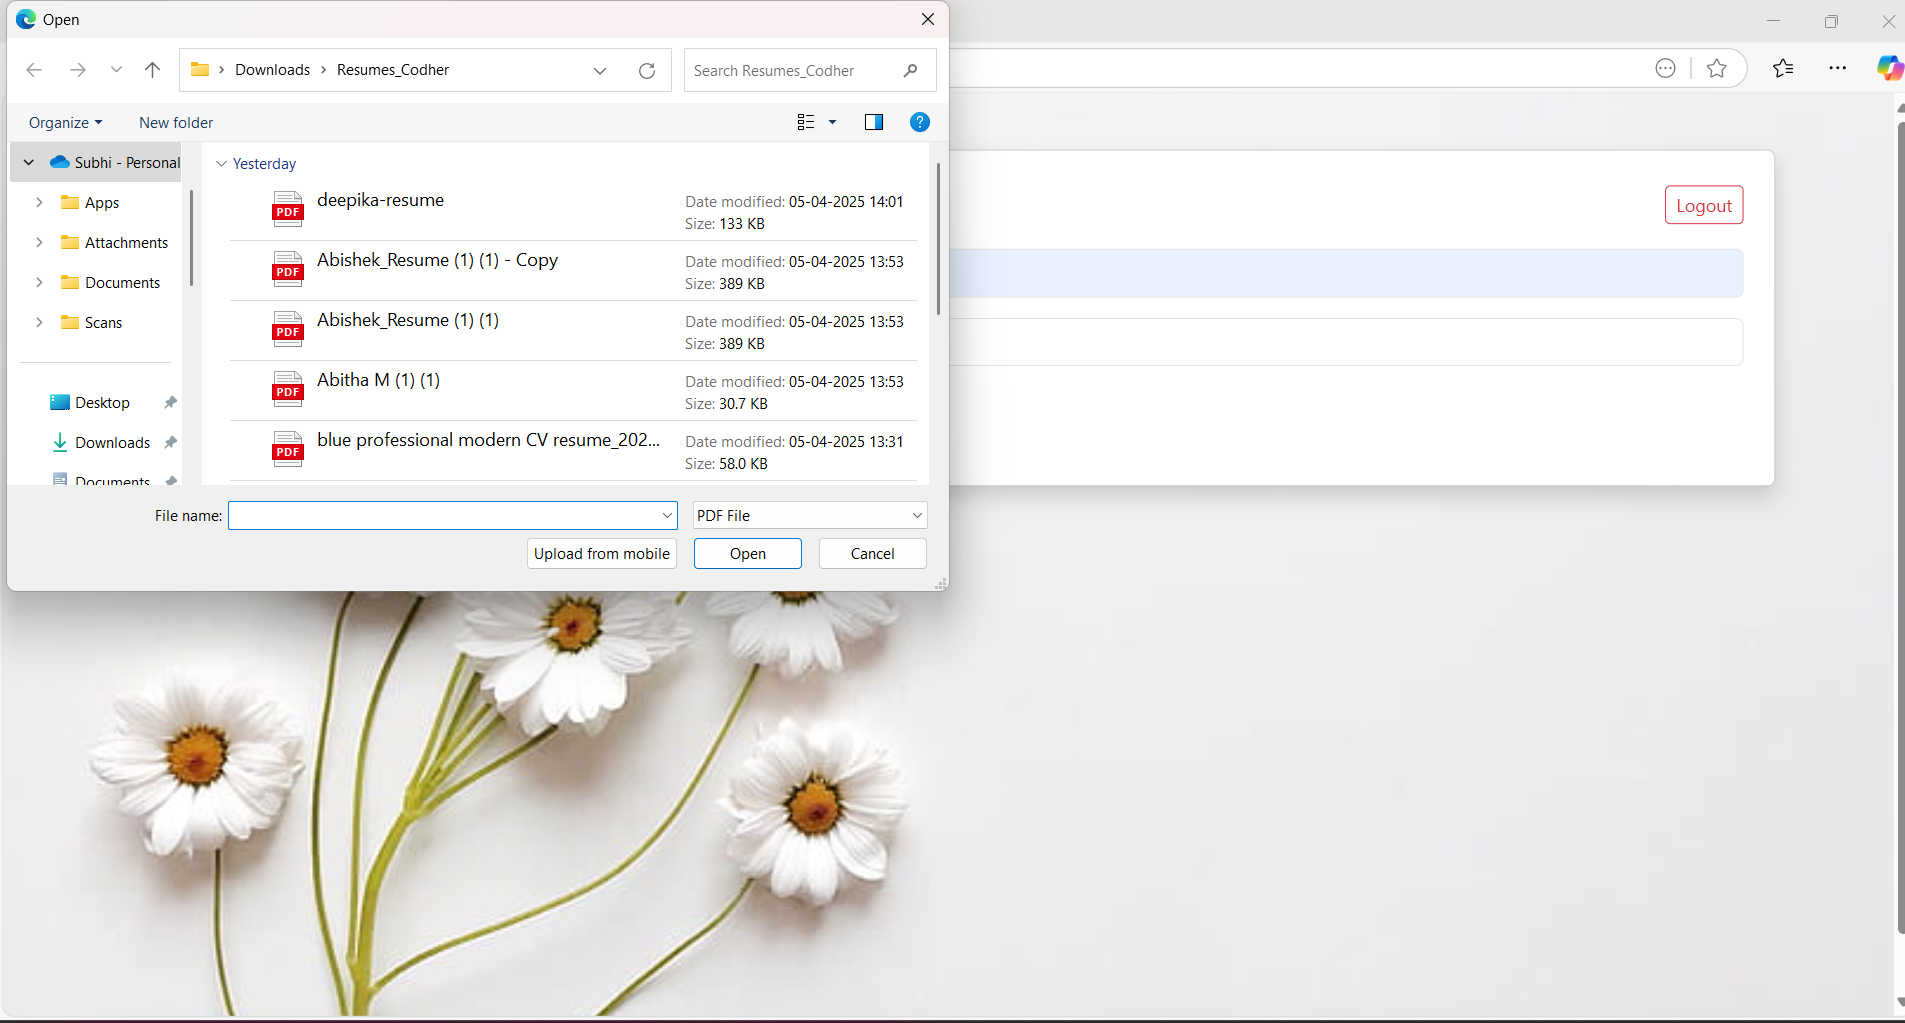 Open
Downloads > Resumes_Codher
Search Resumes_Codher
Organize
New folder
?
Subhi - Personal
Apps
Attachments
Documents
Scans
Desktop
Downloads
Documents
Yesterday
PDF
deepika-resume
Date modified: 05-04-2025 14:01
Size: 133 KB
PDF
Abishek_Resume (1) (1) - Copy
Date modified: 05-04-2025 13:53
Size: 389 KB
PDF
Abishek_Resume (1) (1)
Date modified: 05-04-2025 13:53
Size: 389 KB
PDF
Abitha M (1) (1)
Date modified: 05-04-2025 13:53
Size: 30.7 KB
PDF
blue professional modern CV resume_202...
Date modified: 05-04-2025 13:31
Size: 58.0 KB
File name:
PDF File
Upload from mobile
Open
Cancel
Logout